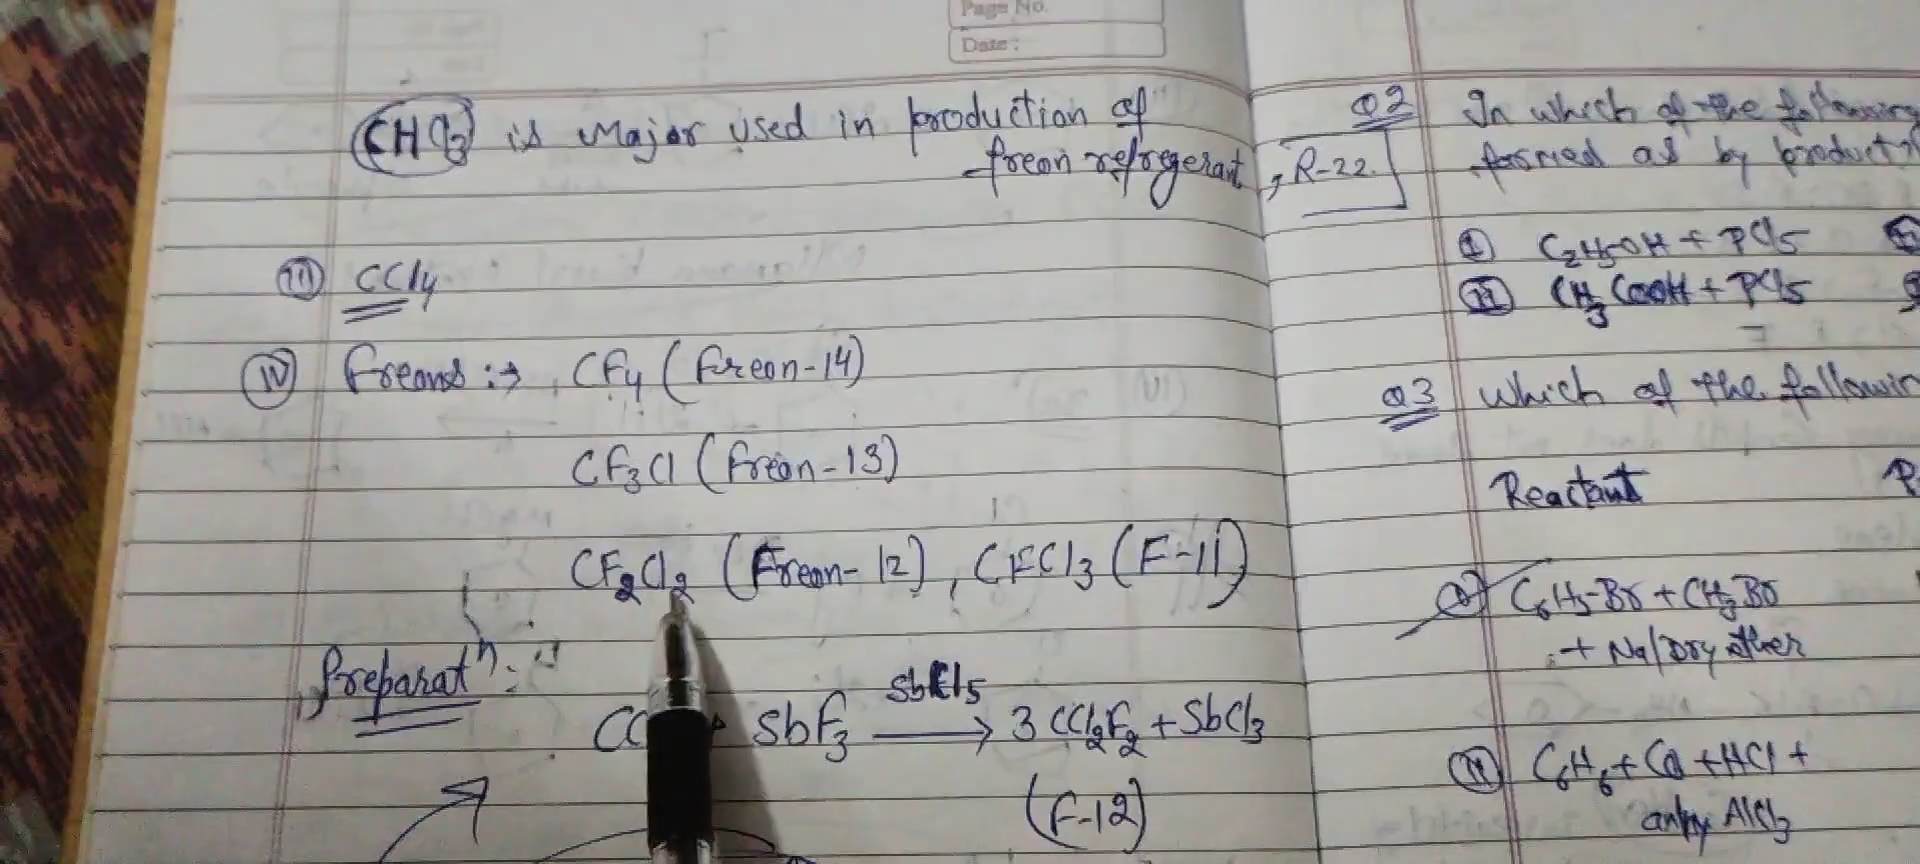 Page No.
Date:
CHCl3 is Major used in production of
freon refregerant, R-22.
(III) CCl4
(IV) Freons :→ CF4 (Freon-14)
CF3Cl (Freon-13)
CF2Cl2 (Freon-12), CFCl3 (F-11)
Preparatn :-
SbF3 SbCl5 → 3 CCl2F2 + SbCl3
(F-12)
Q2 In which of the following
formed as by product?
(I) C2H5OH + PCl5
(II) CH3COOH + PCl5
Q3 Which of the
Reactant
C6H5-Br + CH3Br
+ Na/Dry ether
(II) C6H6 + CO + HCl +
anhy AlCl3